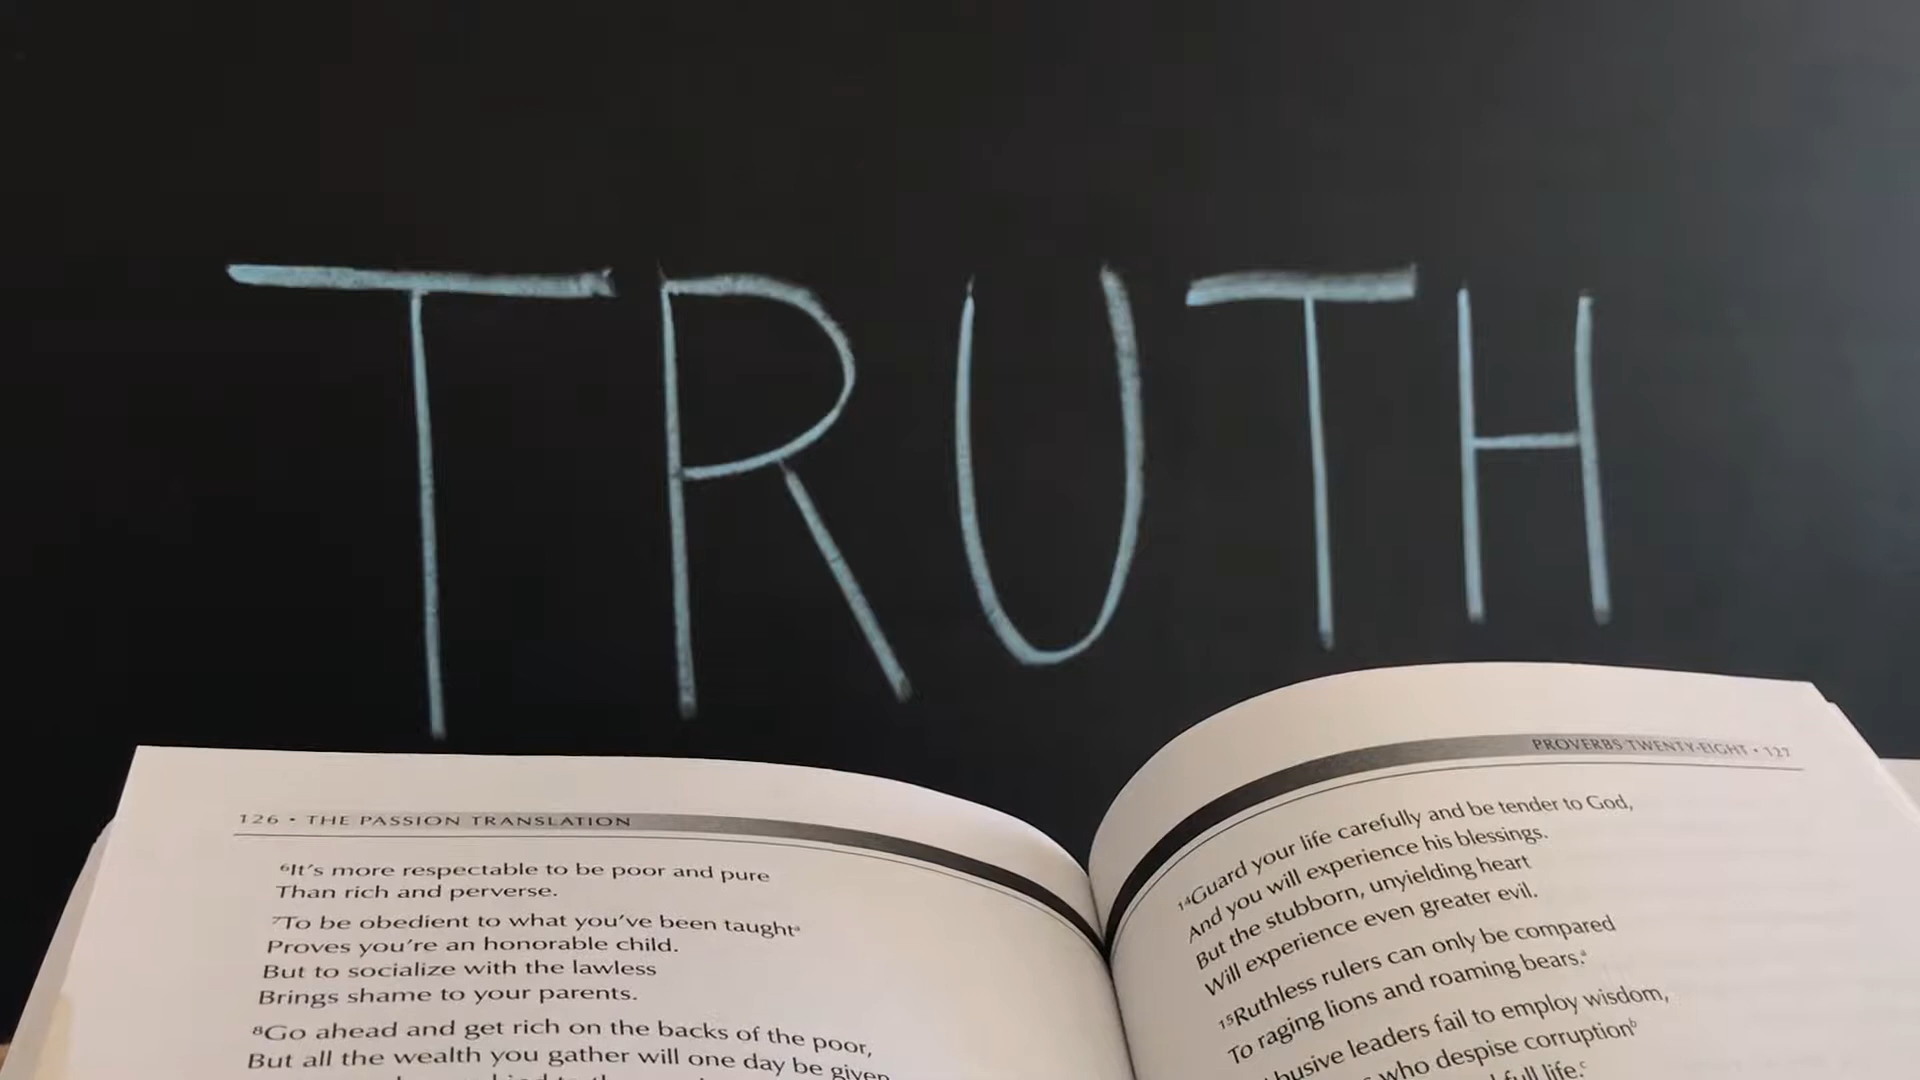 TRUTH
126 • THE PASSION TRANSLATION
⁶It's more respectable to be poor and pure
Than rich and perverse.
⁷To be obedient to what you've been taughtᵃ
Proves you're an honorable child.
But to socialize with the lawless
Brings shame to your parents.
⁸Go ahead and get rich on the backs of the poor,
But all the wealth you gather will one day be given
PROVERBS TWENTY-EIGHT • 127
¹⁴Guard your life carefully and be tender to God,
And you will experience his blessings.
But the stubborn, unyielding heart
Will experience even greater evil.
¹⁵Ruthless rulers can only be compared
To raging lions and roaming bears.ᵃ
leaders fail to employ wisdom,
who despise corruptionᵇ
full life.ᶜ